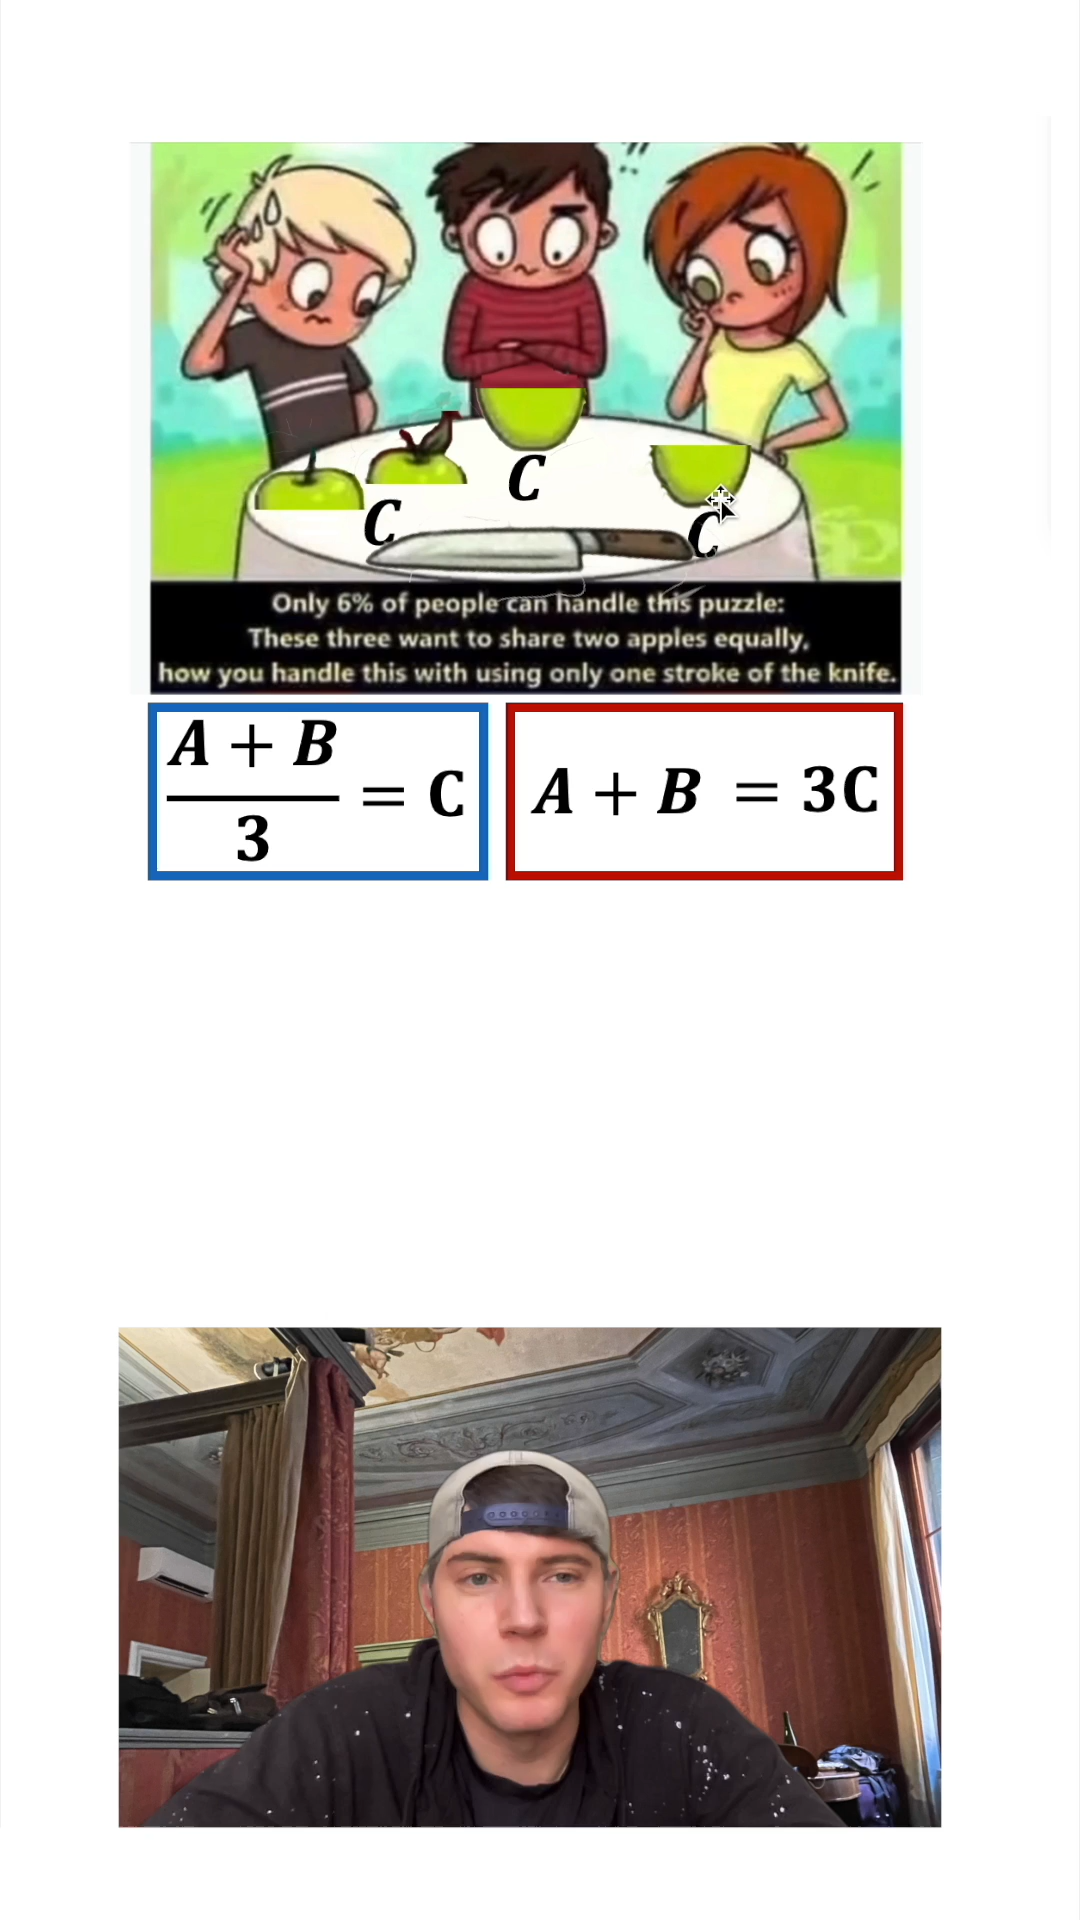 C
C
C
Only 6% of people can handle this puzzle:
These three want to share two apples equally,
how you handle this with using only one stroke of the knife.
A + B
3
= C
A + B = 3C